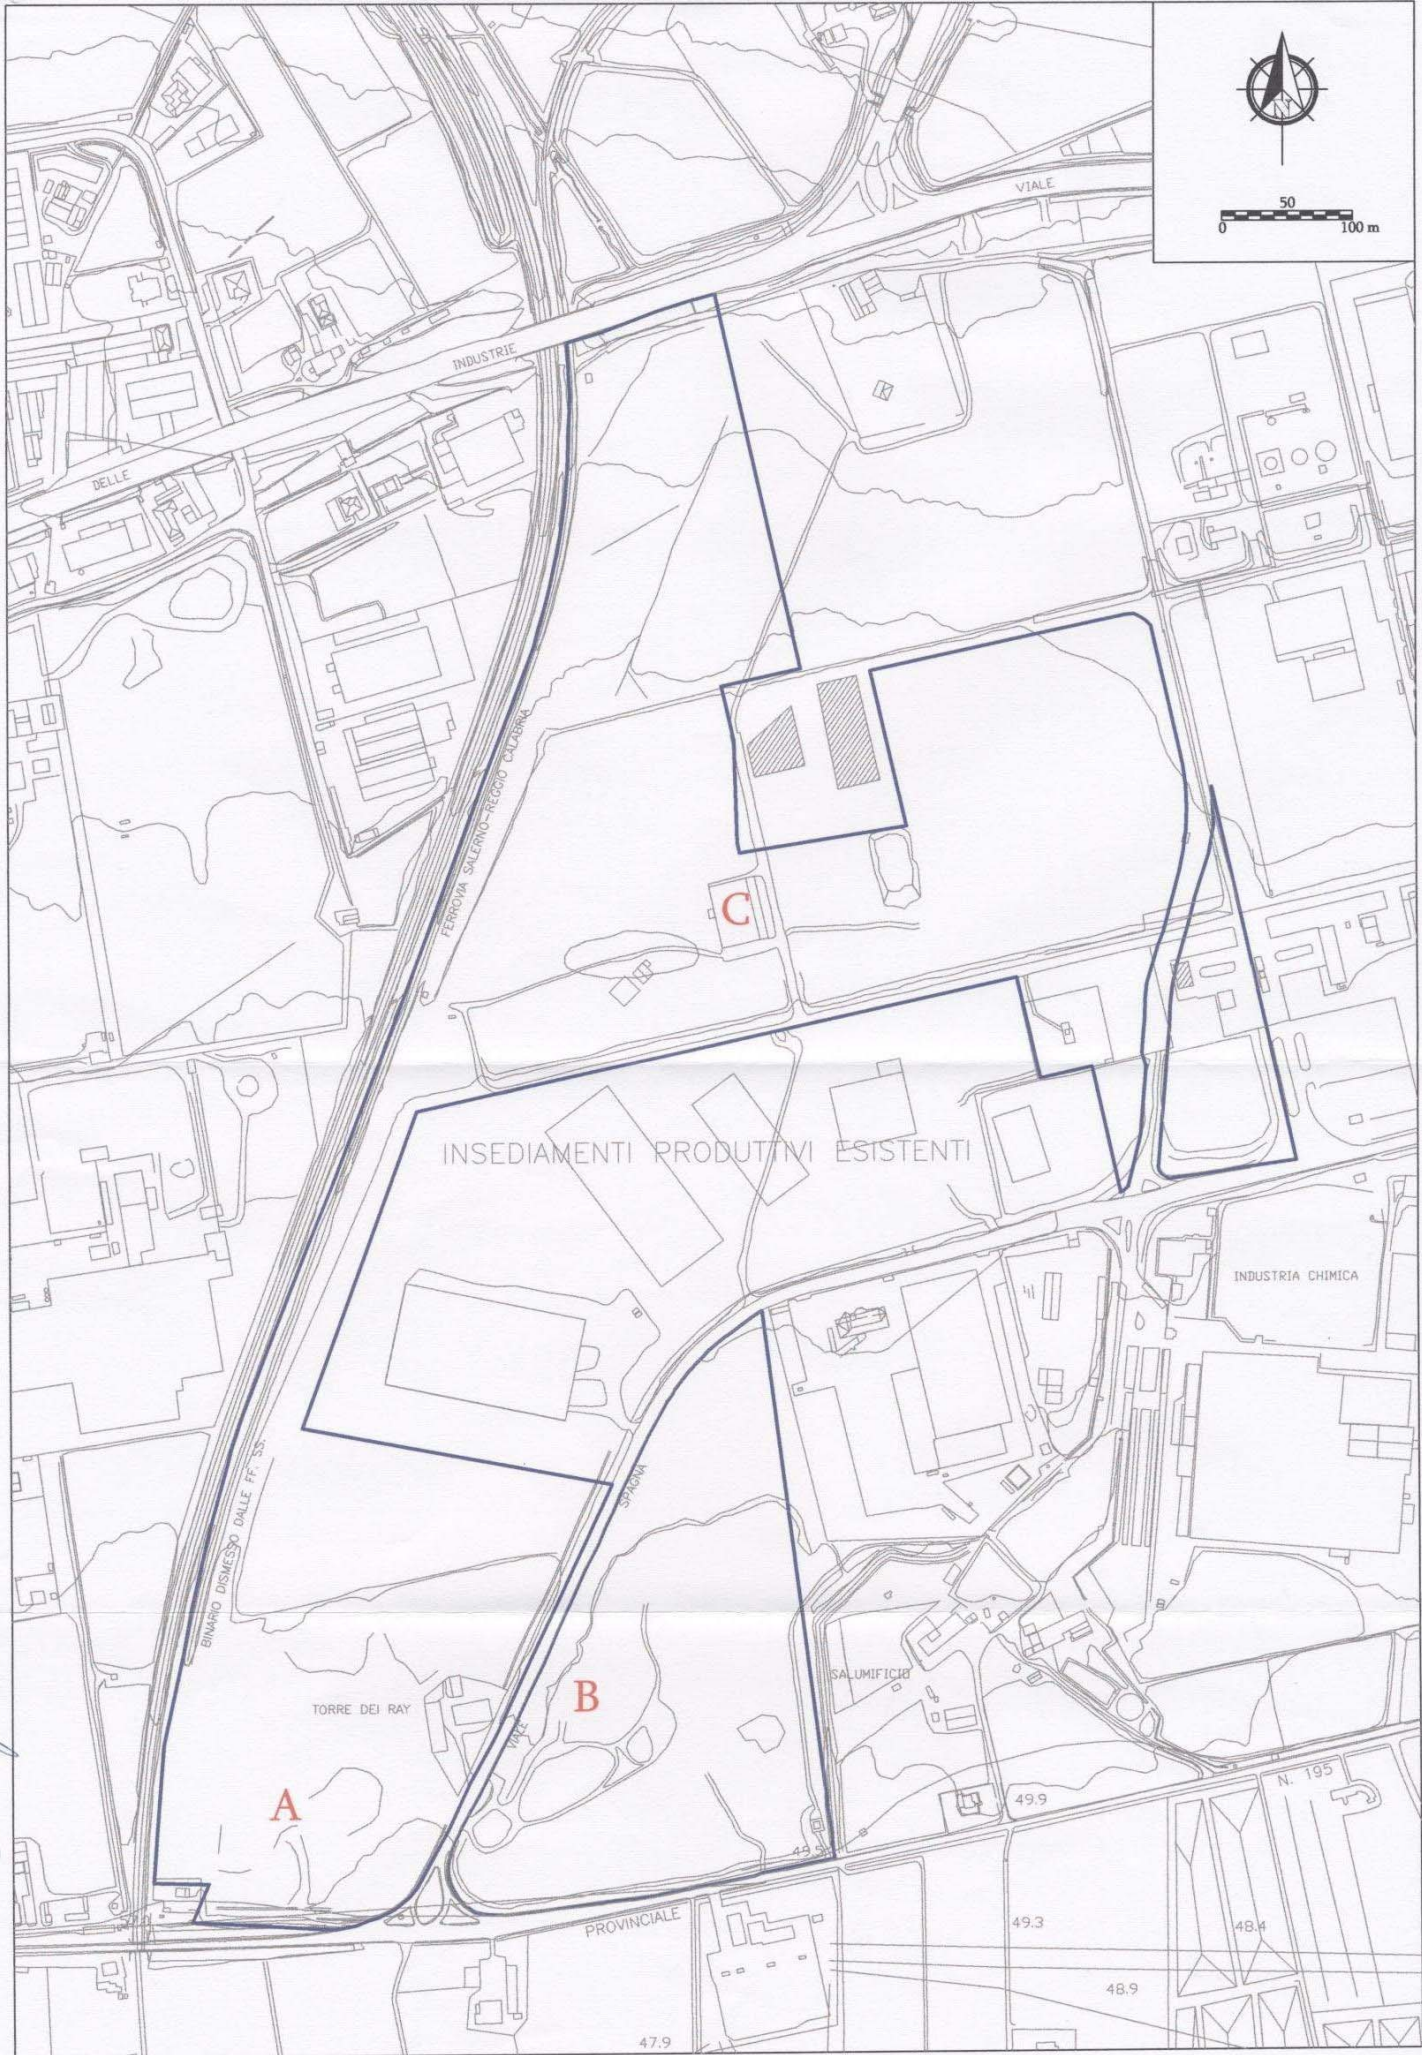 N
50
0 100 m
VIALE
INDUSTRIE
DELLE
FERROVIA SALERNO-REGGIO CALABRIA
C
INSEDIAMENTI PRODUTTIVI ESISTENTI
INDUSTRIA CHIMICA
SPAGNA
BINARIO DISMESSO DALLE FF. SS.
B
SALUMIFICIO
TORRE DEI RAY
VIALE
A
N. 195
49.9
49.5
PROVINCIALE
49.3
48.4
48.9
47.9